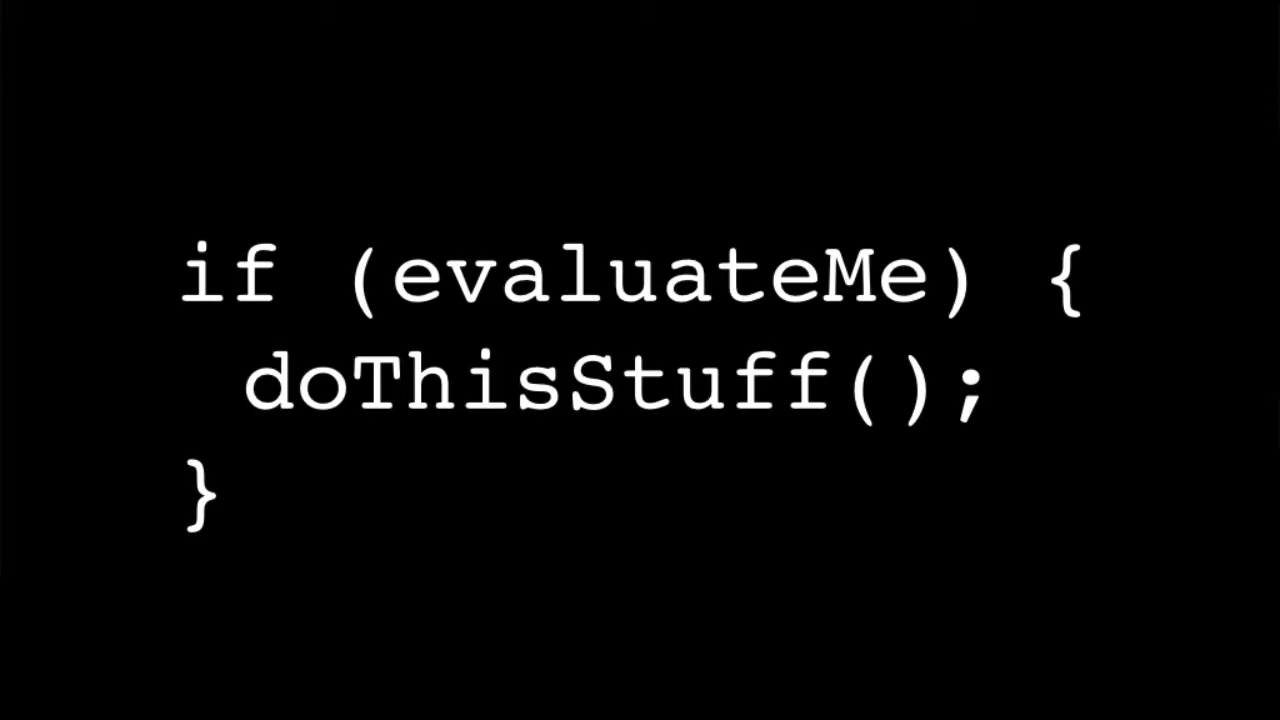 if (evaluateMe) {
doThisStuff();
}